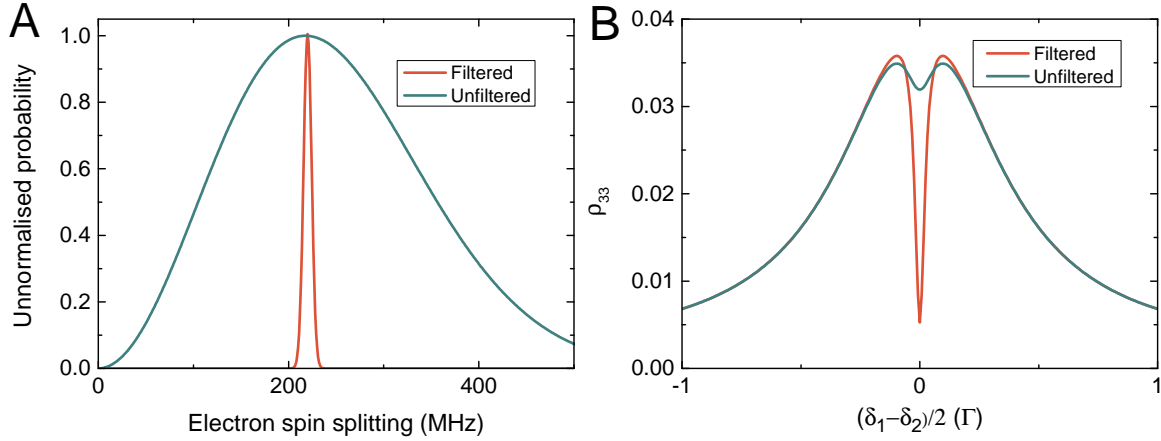 A
Unnormalised probability
1.0
0.8
0.6
0.4
0.2
0.0
Filtered
Unfiltered
0
200
400
Electron spin splitting (MHz)
B
ρ33
0.04
0.03
0.02
0.01
0.00
Filtered
Unfiltered
-1
0
1
(δ1−δ2)/2 (Γ)